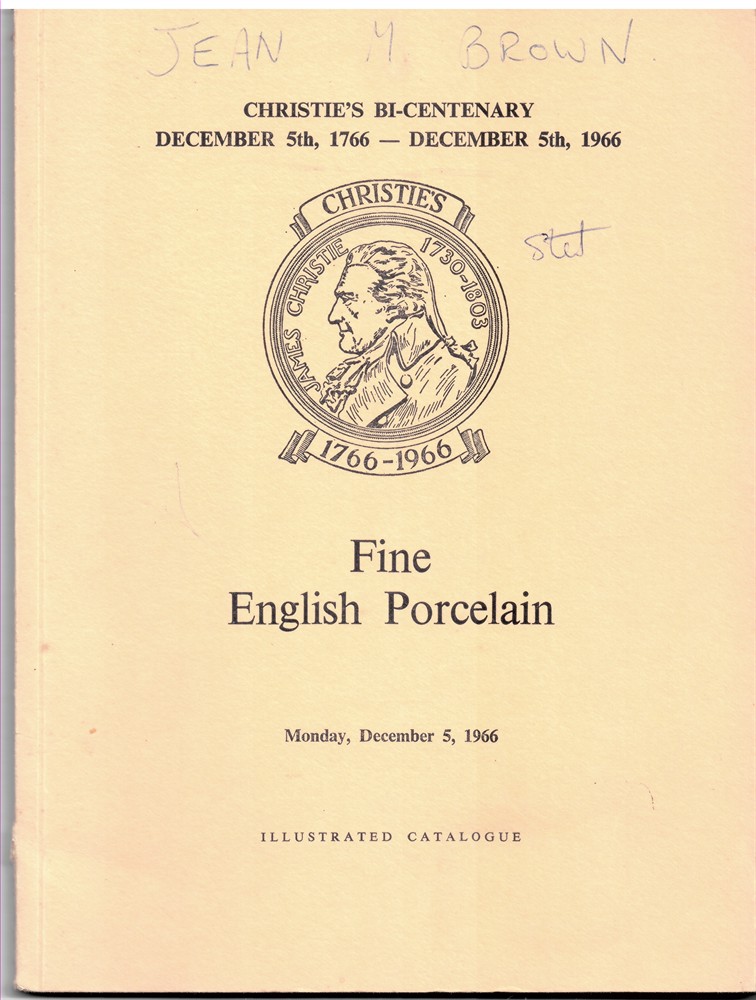 JEAN M. BROWN
CHRISTIE'S BI-CENTENARY
DECEMBER 5th, 1766 — DECEMBER 5th, 1966
CHRISTIE'S
JAMES CHRISTIE 1730-1803
1766-1966
Fine
English Porcelain
Monday, December 5, 1966
ILLUSTRATED CATALOGUE